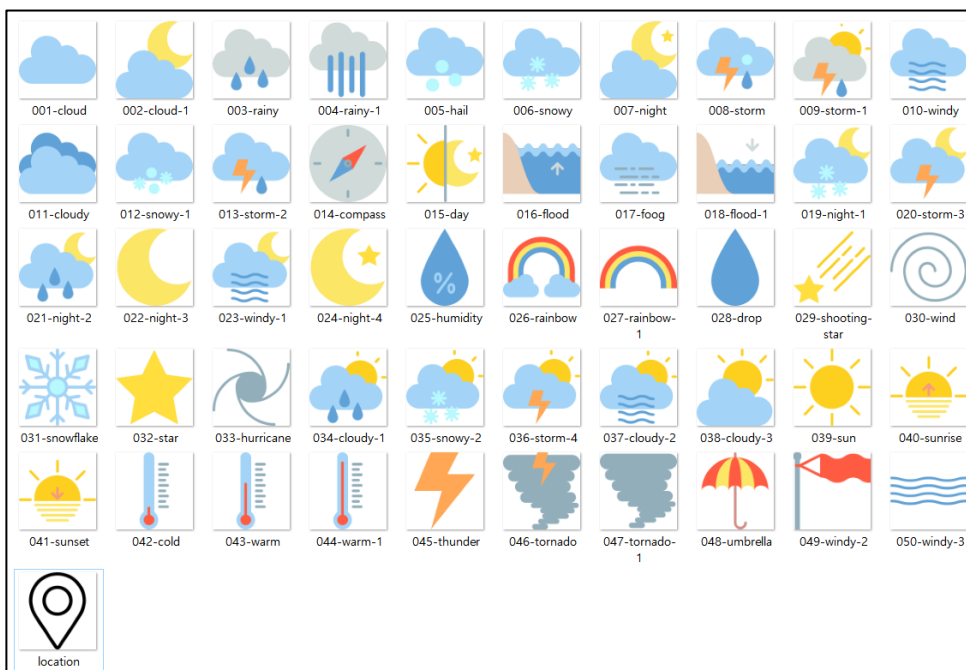 001-cloud 002-cloud-1 003-rainy 004-rainy-1 005-hail 006-snowy 007-night 008-storm 009-storm-1 010-windy
011-cloudy 012-snowy-1 013-storm-2 014-compass 015-day 016-flood 017-foog 018-flood-1 019-night-1 020-storm-3
%
021-night-2 022-night-3 023-windy-1 024-night-4 025-humidity 026-rainbow 027-rainbow- 028-drop 029-shooting- 030-wind
1 star
031-snowflake 032-star 033-hurricane 034-cloudy-1 035-snowy-2 036-storm-4 037-cloudy-2 038-cloudy-3 039-sun 040-sunrise
041-sunset 042-cold 043-warm 044-warm-1 045-thunder 046-tornado 047-tornado- 048-umbrella 049-windy-2 050-windy-3
1
location